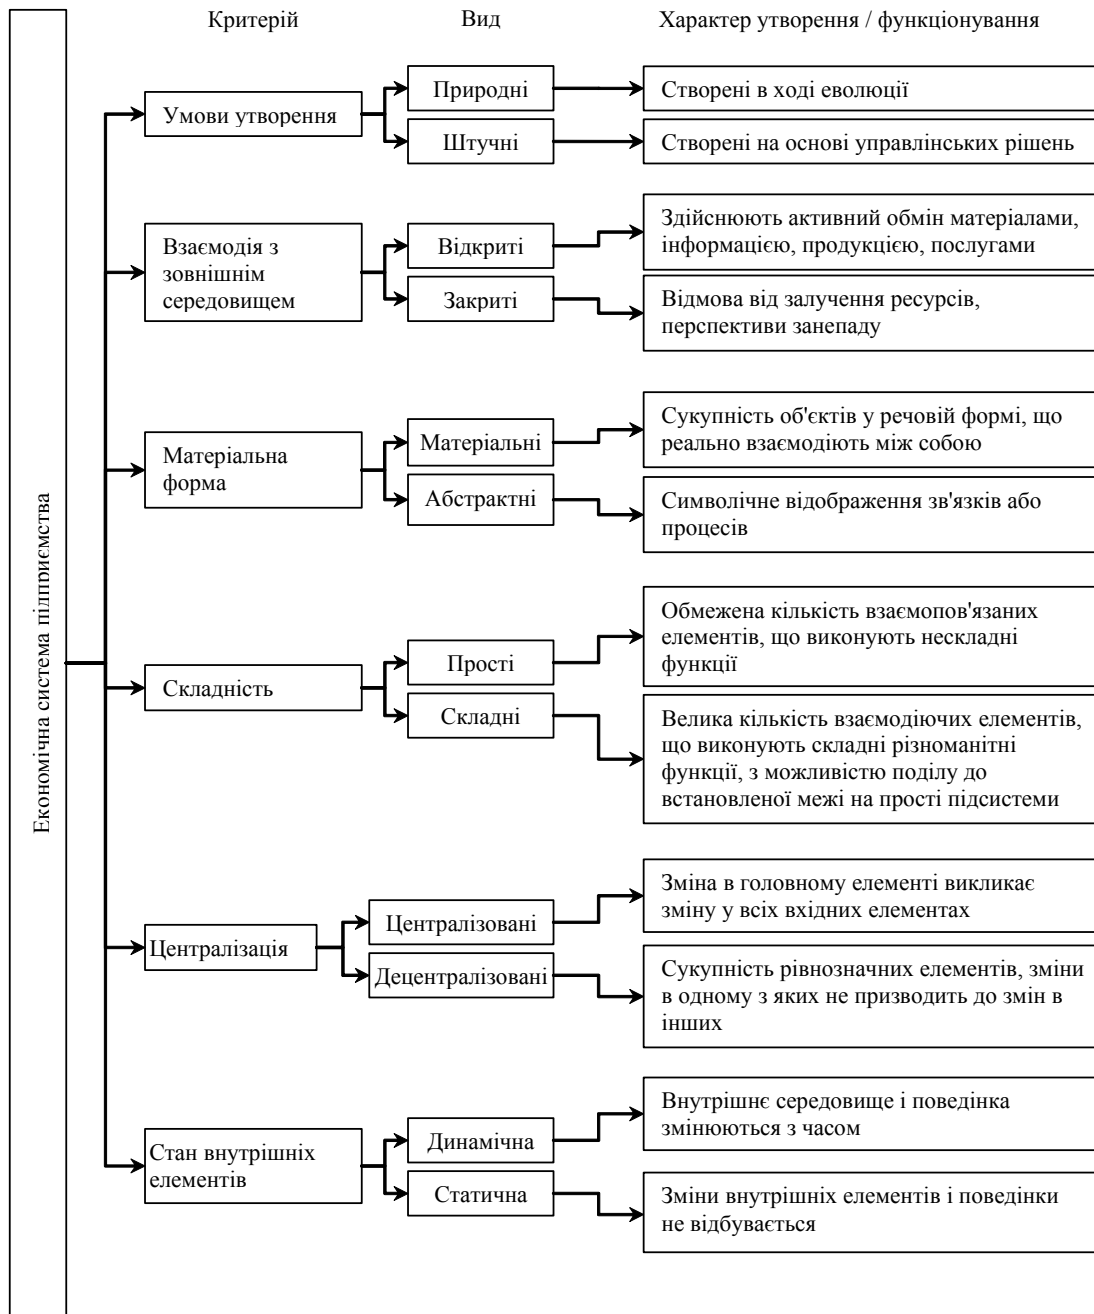 Критерій
Вид
Характер утворення / функціонування
Економічна система підприємства
Умови утворення
Природні
Створені в ході еволюції
Штучні
Створені на основі управлінських рішень
Взаємодія з
зовнішнім
середовищем
Відкриті
Здійснюють активний обмін матеріалами,
інформацією, продукцією, послугами
Закриті
Відмова від залучення ресурсів,
перспективи занепаду
Матеріальна
форма
Матеріальні
Сукупність об'єктів у речовій формі, що
реально взаємодіють між собою
Абстрактні
Символічне відображення зв'язків або
процесів
Складність
Прості
Обмежена кількість взаємопов'язаних
елементів, що виконують нескладні
функції
Складні
Велика кількість взаємодіючих елементів,
що виконують складні різноманітні
функції, з можливістю поділу до
встановленої межі на прості підсистеми
Централізація
Централізовані
Зміна в головному елементі викликає
зміну у всіх вхідних елементах
Децентралізовані
Сукупність рівнозначних елементів, зміни
в одному з яких не призводить до змін в
інших
Стан внутрішніх
елементів
Динамічна
Внутрішнє середовище і поведінка
змінюються з часом
Статична
Зміни внутрішніх елементів і поведінки
не відбувається